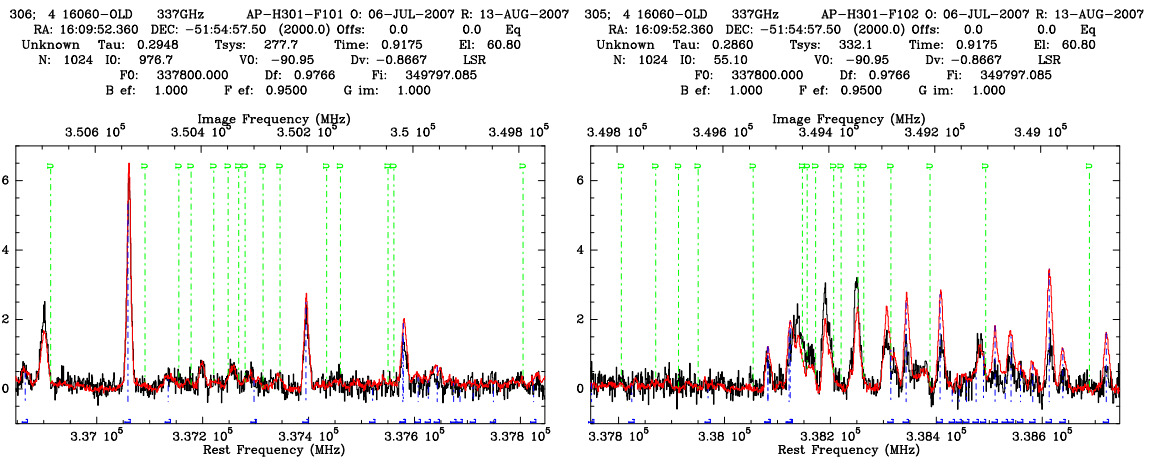 306; 4 16060-OLD 337GHz AP-H301-F101 O: 06-JUL-2007 R: 13-AUG-2007
RA: 16:09:52.360 DEC: -51:54:57.50 (2000.0) Offs: 0.0 0.0 Eq
Unknown Tau: 0.2948 Tsys: 277.7 Time: 0.9175 El: 60.80
N: 1024 I0: 976.7 V0: -90.95 Dv: -0.8667 LSR
F0: 337800.000 Df: 0.9766 Fi: 349797.085
B ef: 1.000 F ef: 0.9500 G im: 1.000
Image Frequency (MHz)
3.506 10^5 3.504 10^5 3.502 10^5 3.5 10^5 3.498 10^5
6
4
2
0
3.37 10^5 3.372 10^5 3.374 10^5 3.376 10^5 3.378 10^5
Rest Frequency (MHz)
305; 4 16060-OLD 337GHz AP-H301-F102 O: 06-JUL-2007 R: 13-AUG-2007
RA: 16:09:52.360 DEC: -51:54:57.50 (2000.0) Offs: 0.0 0.0 Eq
Unknown Tau: 0.2860 Tsys: 332.1 Time: 0.9175 El: 60.80
N: 1024 I0: 55.10 V0: -90.95 Dv: -0.8667 LSR
F0: 337800.000 Df: 0.9766 Fi: 349797.085
B ef: 1.000 F ef: 0.9500 G im: 1.000
Image Frequency (MHz)
3.498 10^5 3.496 10^5 3.494 10^5 3.492 10^5 3.49 10^5
6
4
2
0
3.378 10^5 3.38 10^5 3.382 10^5 3.384 10^5 3.386 10^5
Rest Frequency (MHz)